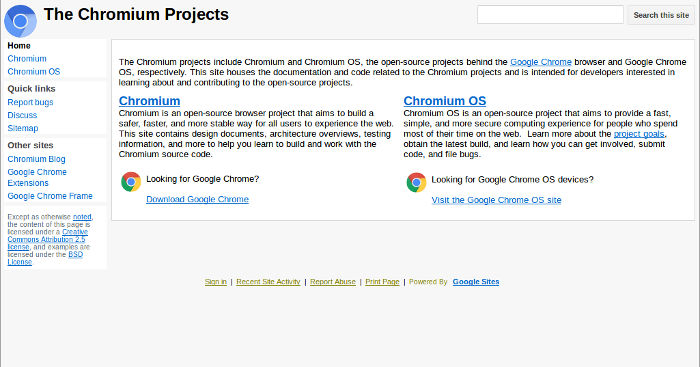 The Chromium Projects
Search this site
Home
Chromium
Chromium OS
Quick links
Report bugs
Discuss
Sitemap
Other sites
Chromium Blog
Google Chrome
Extensions
Google Chrome Frame
Except as otherwise noted,
the content of this page is
licensed under a Creative
Commons Attribution 2.5
license, and examples are
licensed under the BSD
License.
The Chromium projects include Chromium and Chromium OS, the open-source projects behind the Google Chrome browser and Google Chrome
OS, respectively. This site houses the documentation and code related to the Chromium projects and is intended for developers interested in
learning about and contributing to the open-source projects.
Chromium
Chromium is an open-source browser project that aims to build a
safer, faster, and more stable way for all users to experience the web.
This site contains design documents, architecture overviews, testing
information, and more to help you learn to build and work with the
Chromium source code.
Looking for Google Chrome?
Download Google Chrome
Chromium OS
Chromium OS is an open-source project that aims to provide a fast,
simple, and more secure computing experience for people who spend
most of their time on the web. Learn more about the project goals,
obtain the latest build, and learn how you can get involved, submit
code, and file bugs.
Looking for Google Chrome OS devices?
Visit the Google Chrome OS site
Sign in | Recent Site Activity | Report Abuse | Print Page | Powered By Google Sites